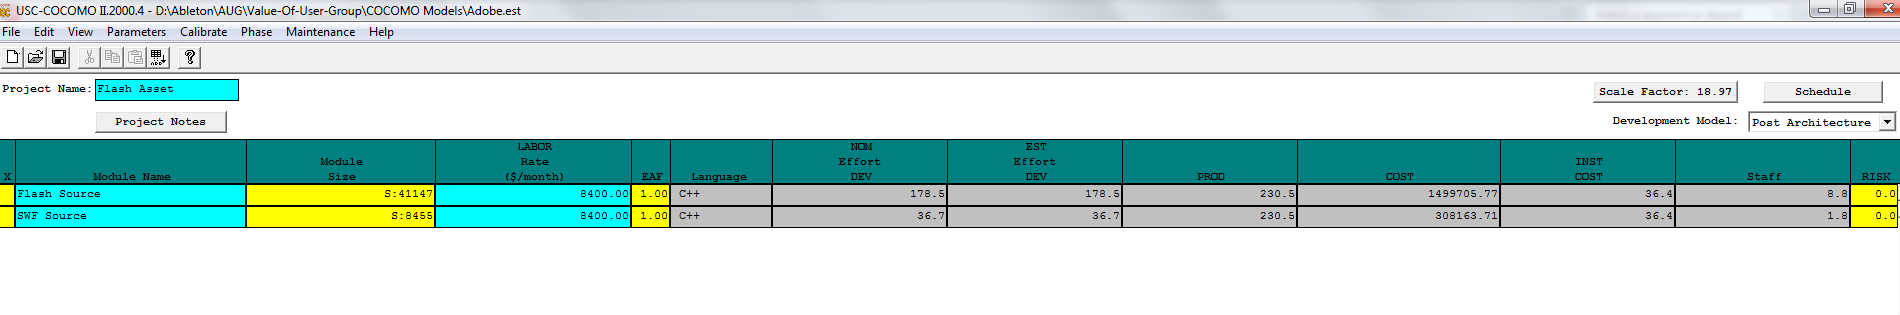 USC-COCOMO II.2000.4 - D:\Ableton\AUG\Value-Of-User-Group\COCOMO Models\Adobe.est
File Edit View Parameters Calibrate Phase Maintenance Help
Project Name: Flash Asset
Scale Factor: 18.97 Schedule
Project Notes
Development Model: Post Architecture
X Module Name Module Size LABOR Rate ($/month) EAF Language NOM Effort DEV EST Effort DEV PROD COST INST COST Staff RISK
Flash Source S:41147 8400.00 1.00 C++ 178.5 178.5 230.5 1499705.77 36.4 8.8 0.0
SWF Source S:8455 8400.00 1.00 C++ 36.7 36.7 230.5 308163.71 36.4 1.8 0.0